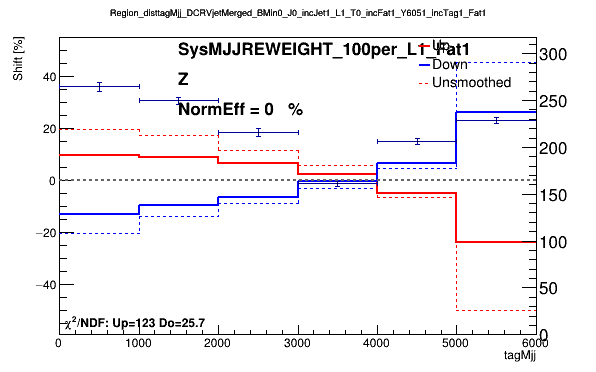 Region_disttagMjj_DCRVjetMerged_BMin0_J0_incJet1_L1_T0_incFat1_Y6051_incTag1_Fat1
Shift [%]
SysMJJREWEIGHT_100per_L1_Fat1
Z
NormEff = 0 %
Up
Down
Unsmoothed
40
20
0
−20
−40
300
250
200
150
100
50
0
χ2/NDF: Up=123 Do=25.7
0 1000 2000 3000 4000 5000 6000
tagMjj